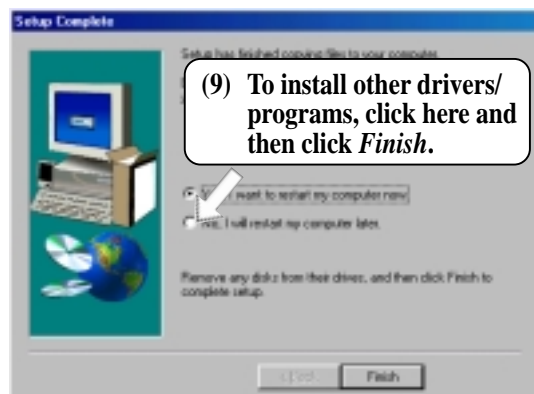 Setup Complete
Setup has finished copying files to your computer.
(9) To install other drivers/
programs, click here and
then click Finish.
I want to restart my computer now.
No, I will restart my computer later.
Remove any disks from their drives, and then click Finish to
complete setup.
Finish